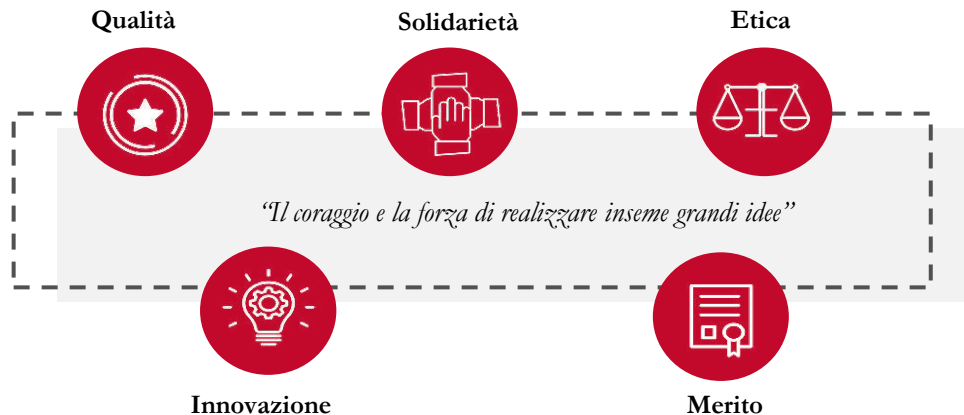 Qualità
Solidarietà
Etica
“Il coraggio e la forza di realizzare inseme grandi idee”
Innovazione
Merito